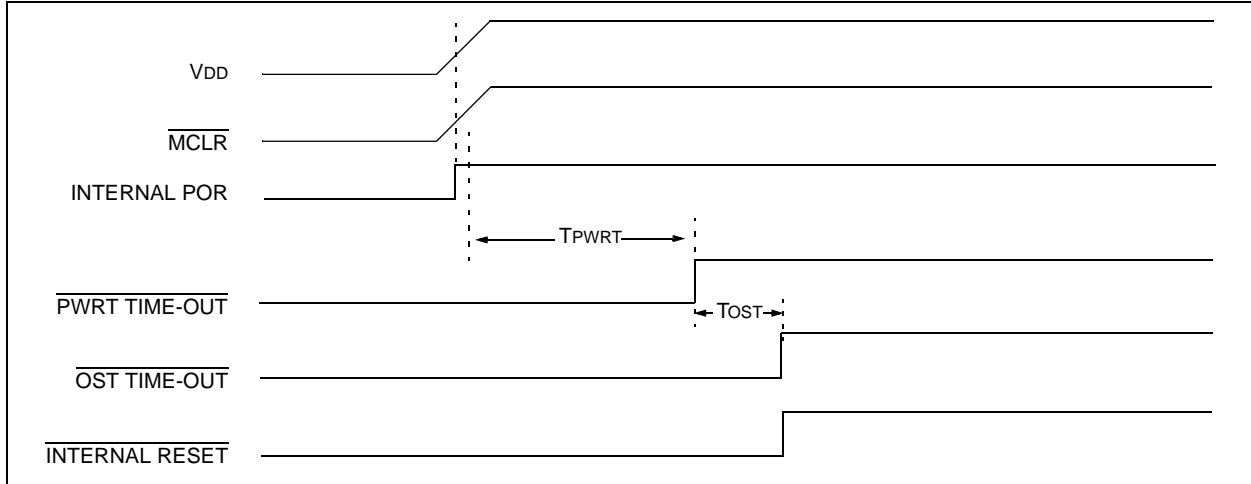 VDD
MCLR
INTERNAL POR
TPWRT
PWRT TIME-OUT
TOST
OST TIME-OUT
INTERNAL RESET